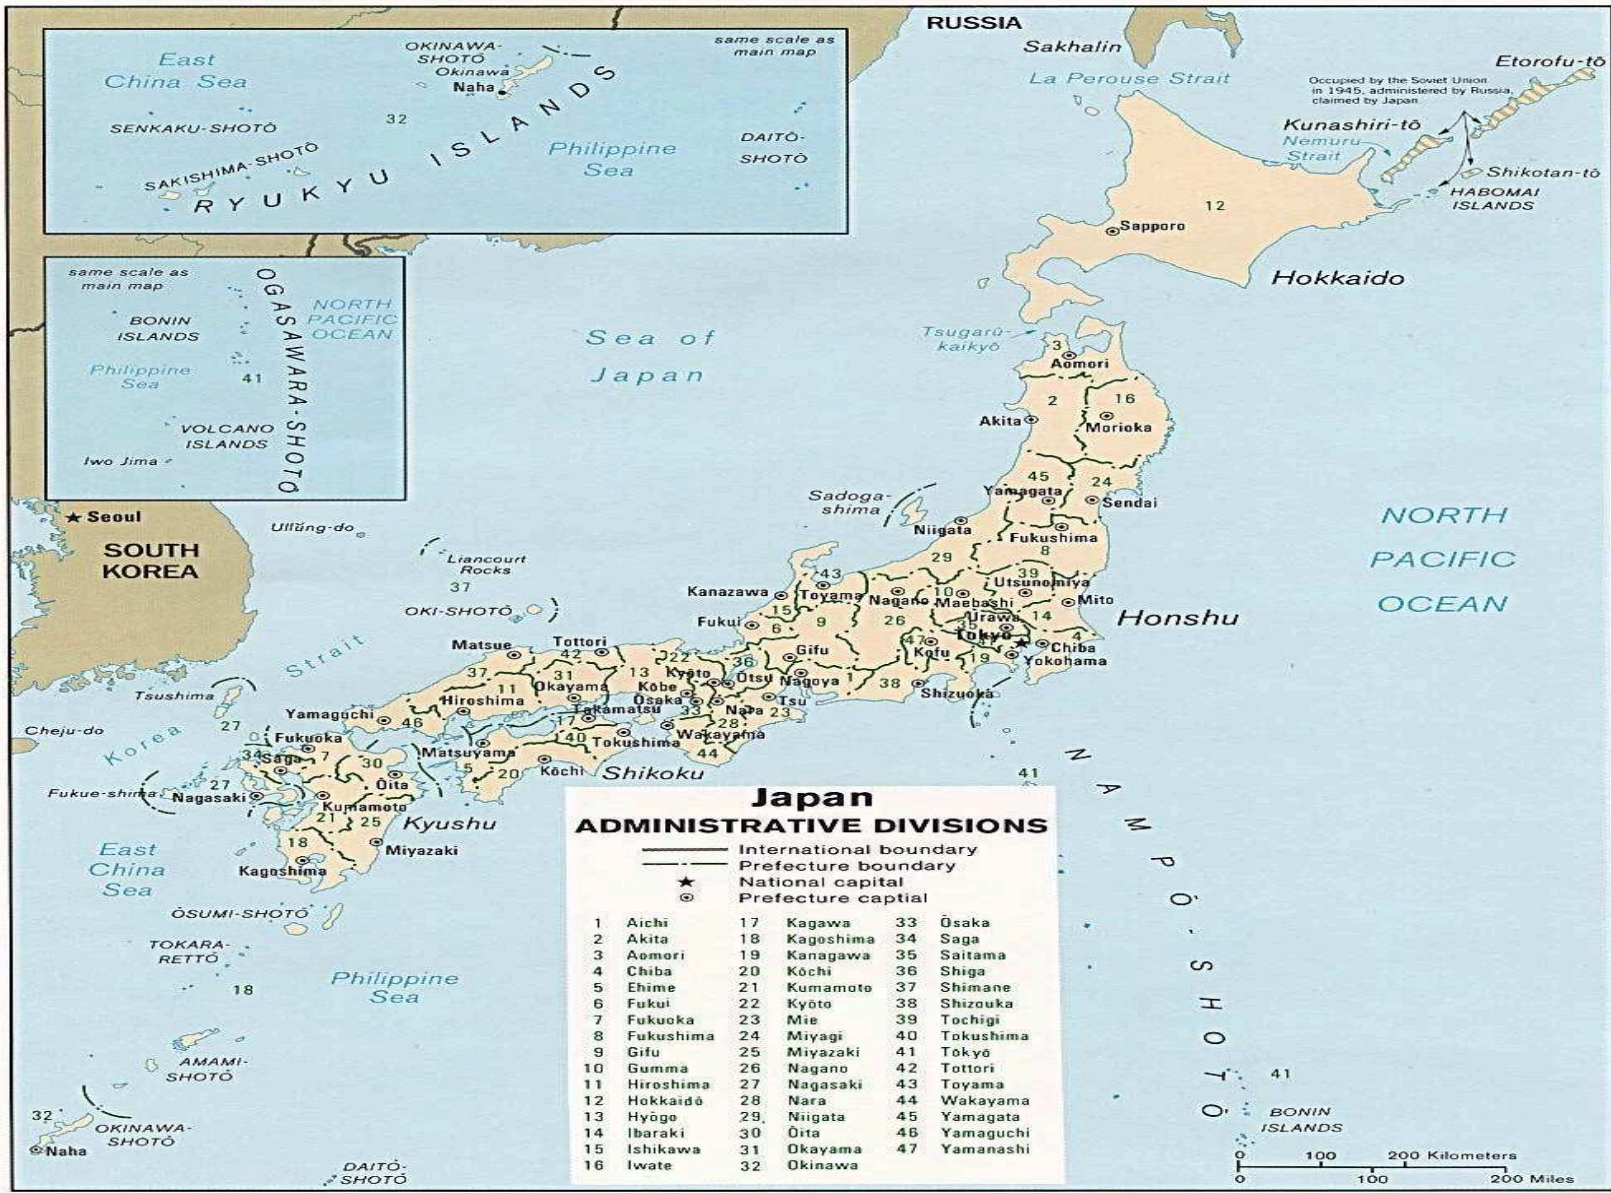 RUSSIA
Sakhalin
La Perouse Strait
Etorofu-tō
Occupied by the Soviet Union
in 1945, administered by Russia,
claimed by Japan
Kunashiri-tō
Nemuru
Strait
Shikotan-tō
HABOMAI
ISLANDS
East
China Sea
OKINAWA-
SHOTŌ
Okinawa
Naha
same scale as
main map
SENKAKU-SHOTŌ
32
SAKISHIMA-SHOTŌ
RYUKYU ISLANDS
Philippine
Sea
DAITŌ-
SHOTŌ
same scale as
main map
OGASAWARA-SHOTO
BONIN
ISLANDS
NORTH
PACIFIC
OCEAN
Philippine
Sea
41
VOLCANO
ISLANDS
Iwo Jima
12
Sapporo
Hokkaido
Sea of
Japan
Tsugarū-
kaikyō
3
Aomori
2
16
Akita
Morioka
45
24
Yamagata
Sendai
Sadoga-
shima
Niigata
Fukushima
8
29
Seoul
SOUTH
KOREA
Ullŭng-do
Liancourt
Rocks
37
OKI-SHOTŌ
NORTH
PACIFIC
OCEAN
43
39
Utsunomiya
Kanazawa
Toyama
Nagano
10
Maebashi
Mito
15
14
Honshu
Fukui
6
9
26
Urawa
35
Tōkyō
4
Gifu
47
Kōfu
41
19
Chiba
Yokohama
Matsue
Tottori
42
22
36
Kyōto
Ōtsu
Nagoya
1
38
Shizuoka
37
31
13
11
Okayama
Kōbe
Hiroshima
Ōsaka
33
Nara
Tsu
23
Takamatsu
17
28
Wakayama
44
Yamaguchi
46
40
Tokushima
Matsuyama
5
20
Kōchi
Shikoku
Korea Strait
Tsushima
27
Cheju-do
Fukuoka
34
Saga
7
30
27
Ōita
Fukue-shima
Nagasaki
Kumamoto
21
25
Kyushu
18
Miyazaki
Kagoshima
East
China
Sea
ŌSUMI-SHOTŌ
TOKARA-
RETTŌ
18
Philippine
Sea
AMAMI-
SHOTŌ
32
OKINAWA-
SHOTŌ
Naha
DAITŌ-
SHOTŌ
41
NAMPŌ-SHOTŌ
41
BONIN
ISLANDS
Japan
ADMINISTRATIVE DIVISIONS
International boundary
Prefecture boundary
National capital
Prefecture captial
1 Aichi 17 Kagawa 33 Ōsaka
2 Akita 18 Kagoshima 34 Saga
3 Aomori 19 Kanagawa 35 Saitama
4 Chiba 20 Kōchi 36 Shiga
5 Ehime 21 Kumamoto 37 Shimane
6 Fukui 22 Kyōto 38 Shizouka
7 Fukuoka 23 Mie 39 Tochigi
8 Fukushima 24 Miyagi 40 Tokushima
9 Gifu 25 Miyazaki 41 Tōkyō
10 Gumma 26 Nagano 42 Tottori
11 Hiroshima 27 Nagasaki 43 Toyama
12 Hokkaidō 28 Nara 44 Wakayama
13 Hyōgo 29 Niigata 45 Yamagata
14 Ibaraki 30 Ōita 46 Yamaguchi
15 Ishikawa 31 Okayama 47 Yamanashi
16 Iwate 32 Okinawa
0 100 200 Kilometers
0 100 200 Miles